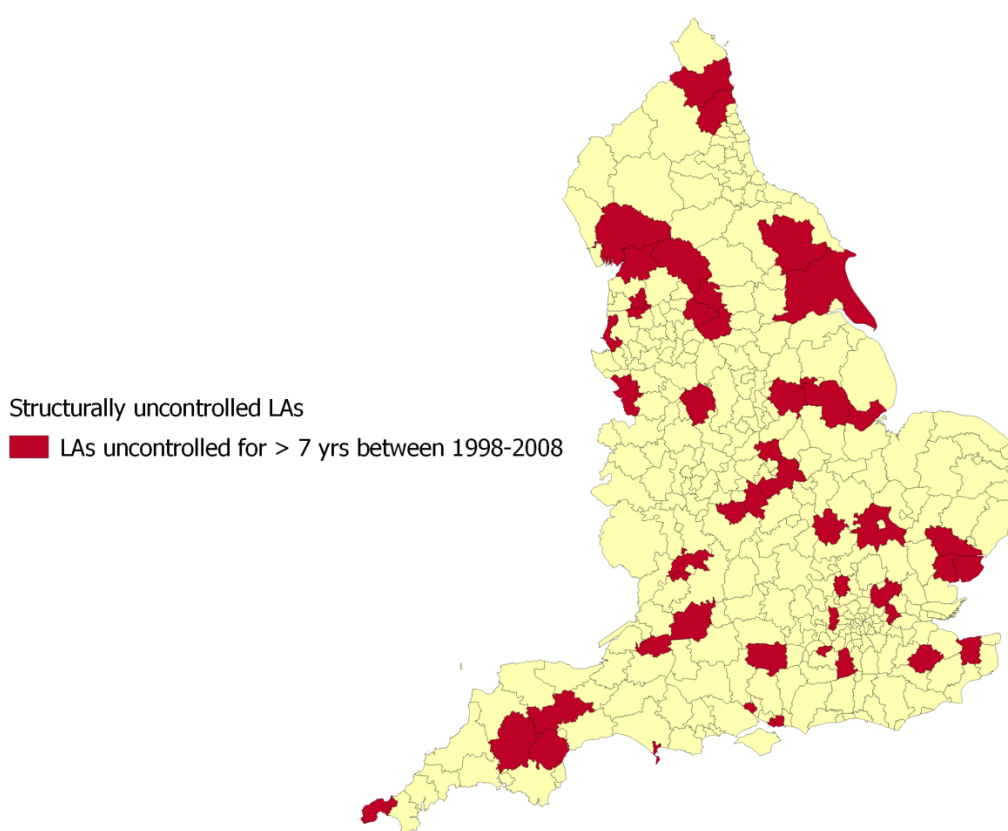 Structurally uncontrolled LAs
LAs uncontrolled for > 7 yrs between 1998-2008